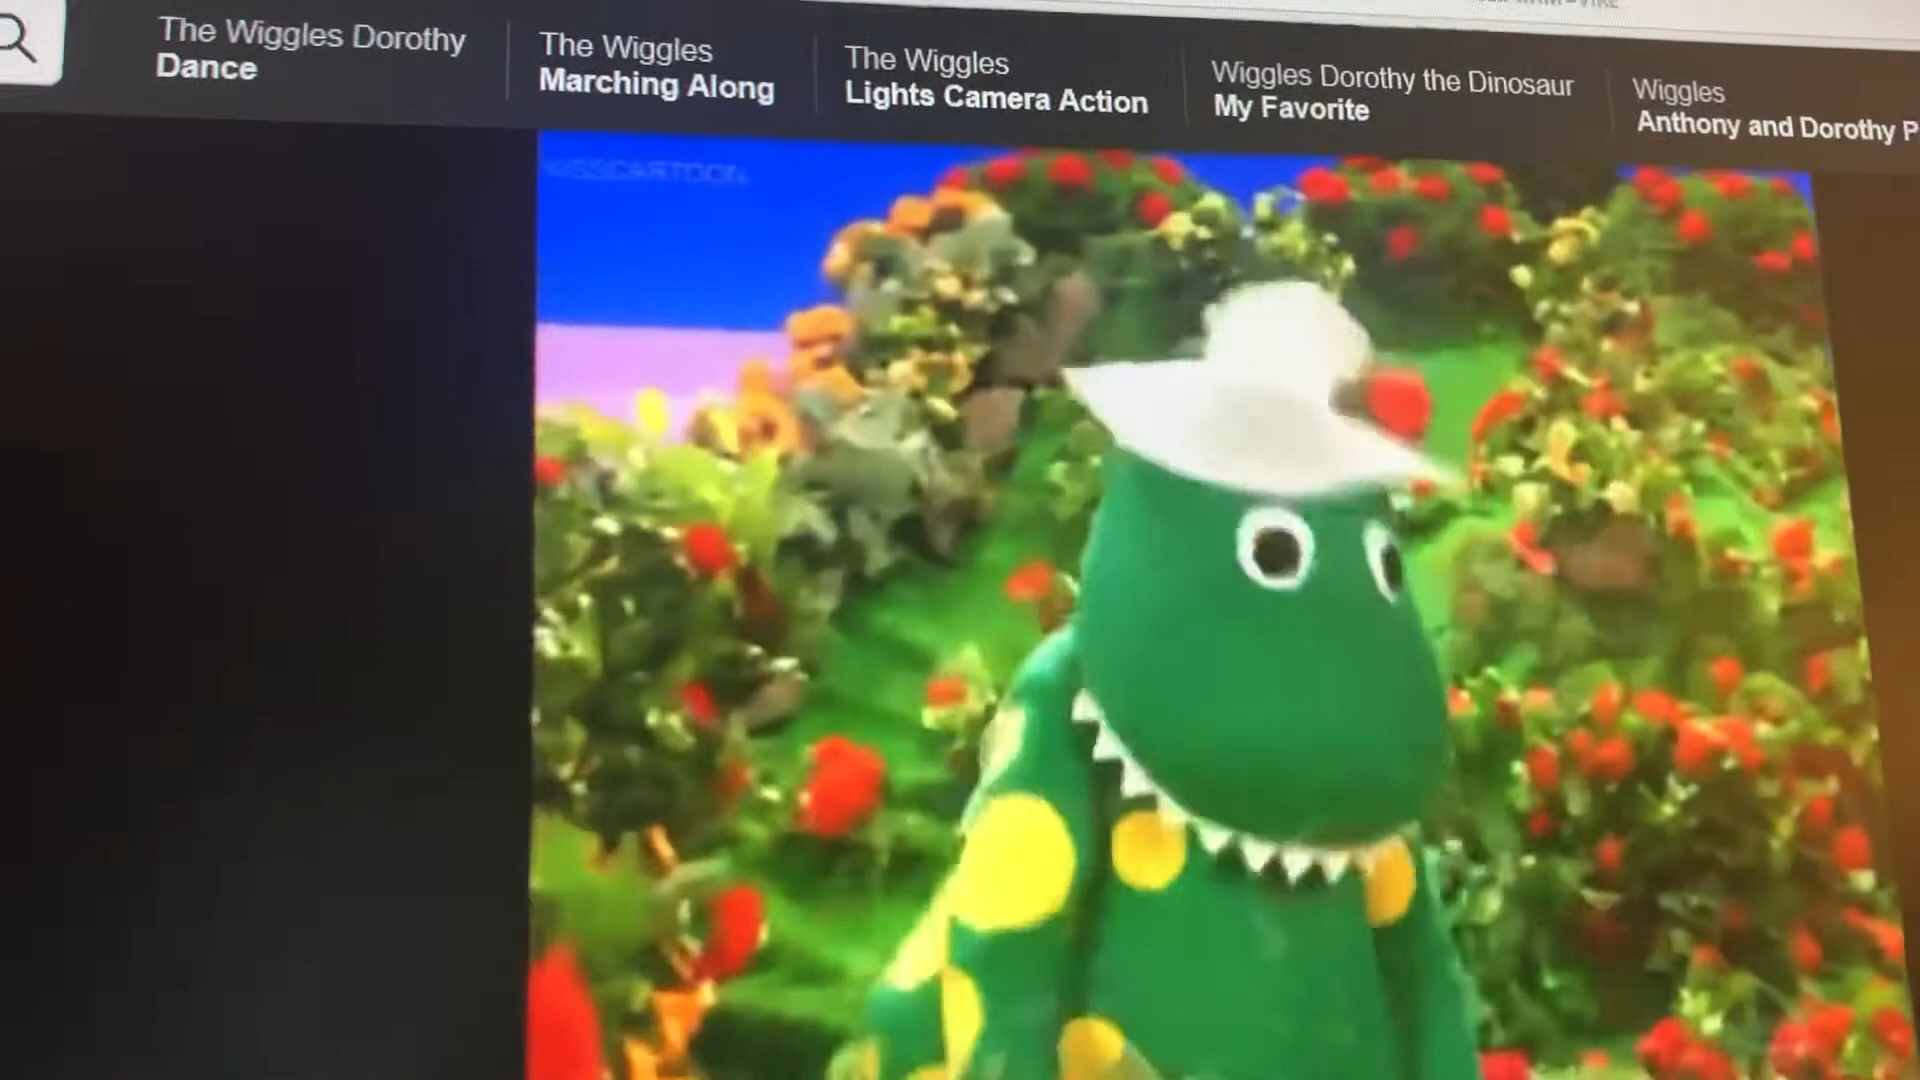 The Wiggles Dorothy
Dance
The Wiggles
Marching Along
The Wiggles
Lights Camera Action
Wiggles Dorothy the Dinosaur
My Favorite
Wiggles
Anthony and Dorothy P
KISSCARTOON